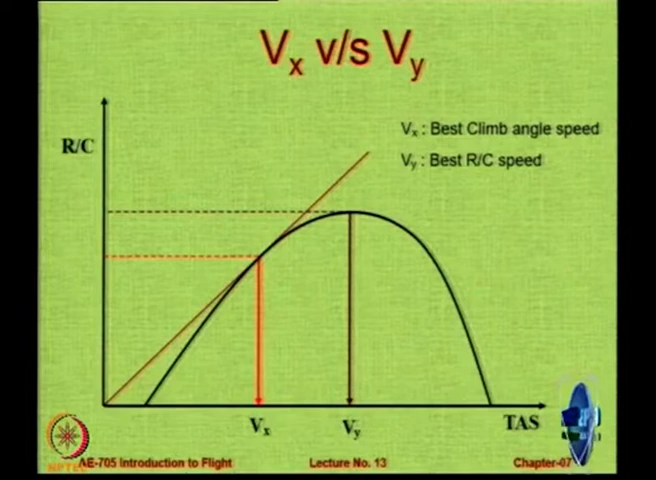 Vx v/s Vy
Vx : Best Climb angle speed
R/C
Vy : Best R/C speed
Vx
Vy
TAS
NPTEL
AE-705 Introduction to Flight
Lecture No. 13
Chapter-07